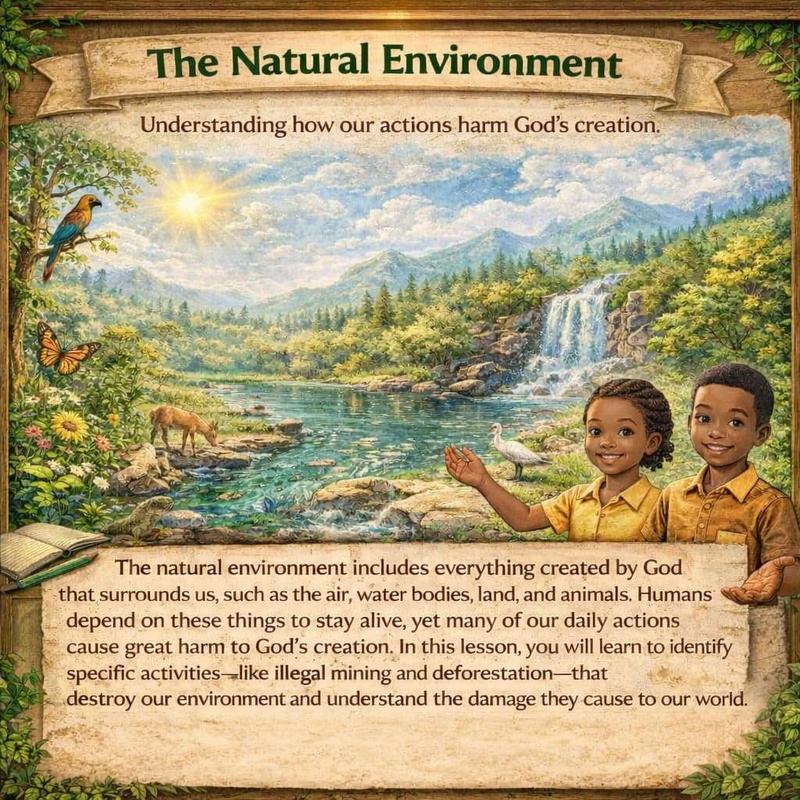 The Natural Environment
Understanding how our actions harm God's creation.
The natural environment includes everything created by God
that surrounds us, such as the air, water bodies, land, and animals. Humans
depend on these things to stay alive, yet many of our daily actions
cause great harm to God's creation. In this lesson, you will learn to identify
specific activities—like illegal mining and deforestation—that
destroy our environment and understand the damage they cause to our world.